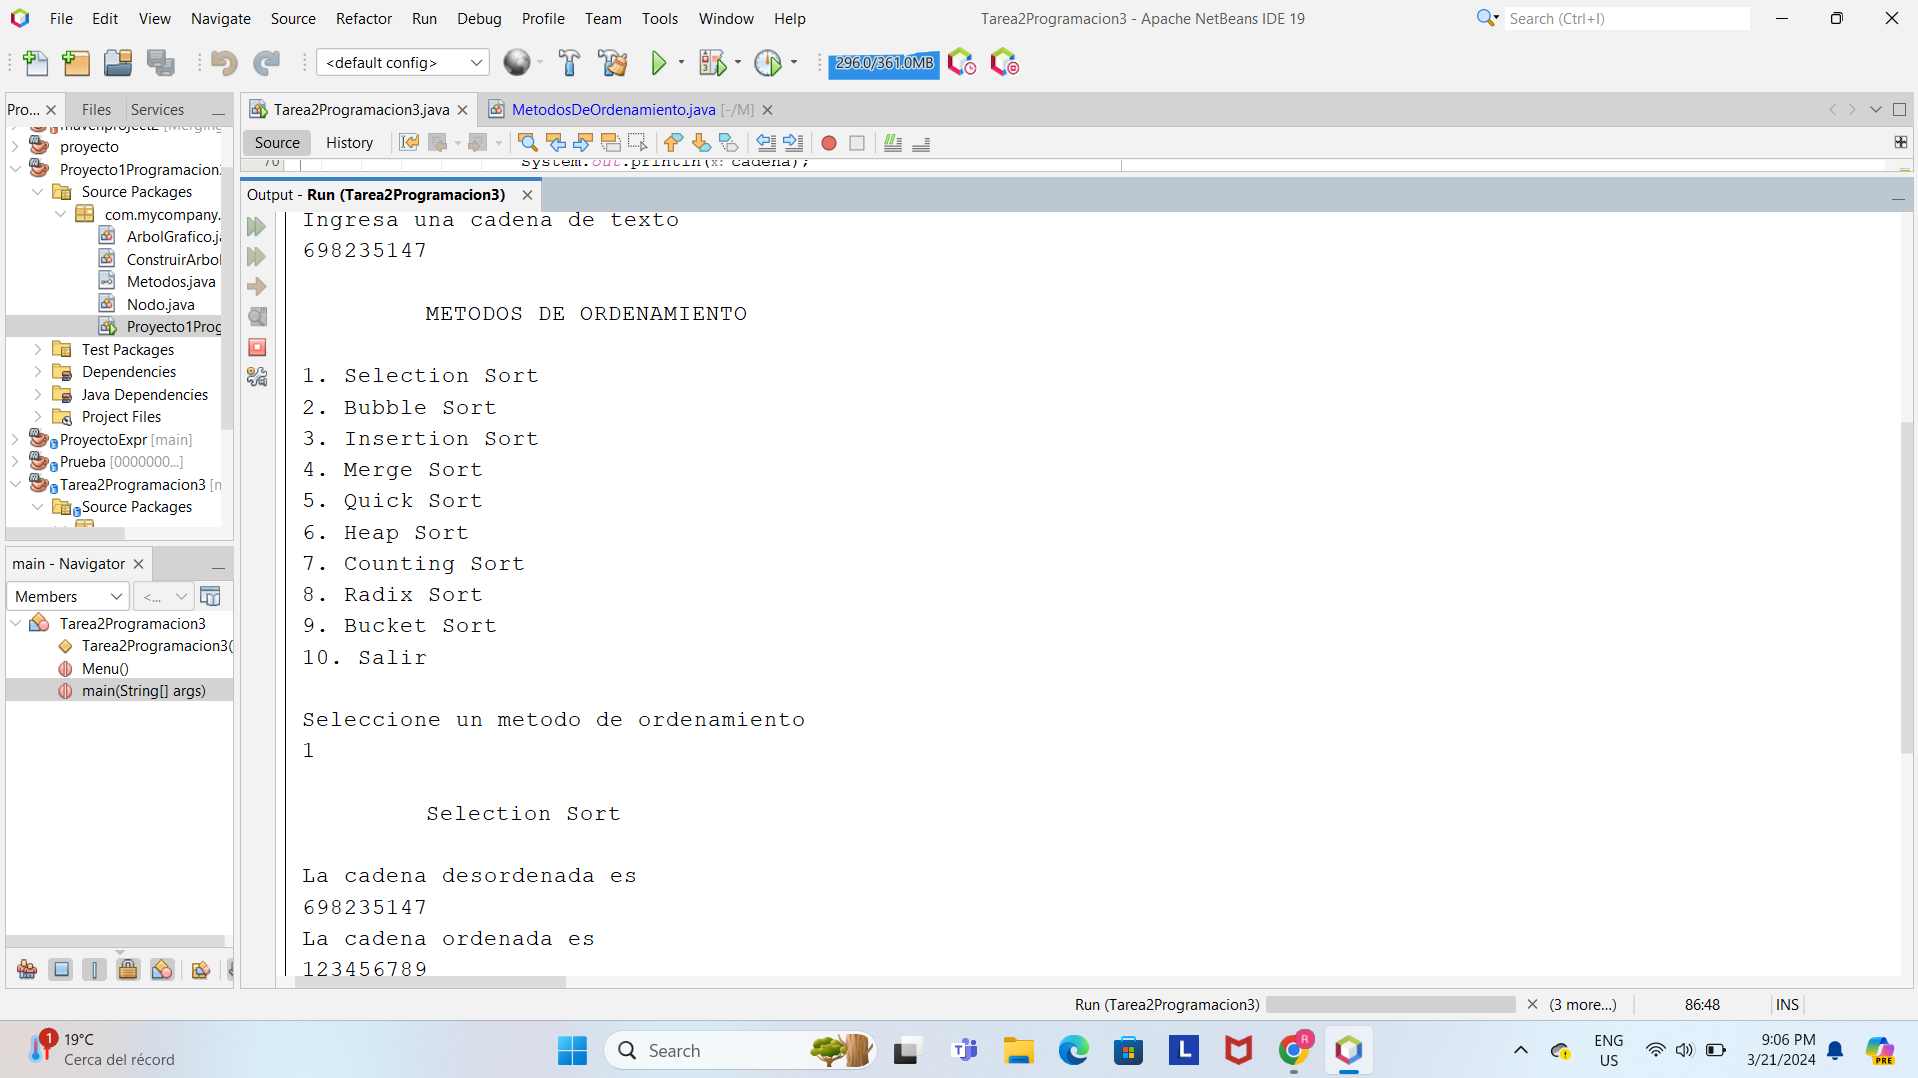 File Edit View Navigate Source Refactor Run Debug Profile Team Tools Window Help
Tarea2Programacion3 - Apache NetBeans IDE 19
Search (Ctrl+I)
<default config>
296.0/361.0MB
Pro...
Files
Services
Tarea2Programacion3.java
MetodosDeOrdenamiento.java [-/M]
Source
History
70 System.out.println(x: cadena);
proyecto
Proyecto1Programacion
Source Packages
com.mycompany.
ArbolGrafico.j
ConstruirArbol
Metodos.java
Nodo.java
Proyecto1Prog
Test Packages
Dependencies
Java Dependencies
Project Files
ProyectoExpr [main]
Prueba [0000000...]
Tarea2Programacion3
Source Packages
main - Navigator
Members
<...
Tarea2Programacion3
Tarea2Programacion3(
Menu()
main(String[] args)
Output - Run (Tarea2Programacion3)
Ingresa una cadena de texto
698235147
METODOS DE ORDENAMIENTO
1. Selection Sort
2. Bubble Sort
3. Insertion Sort
4. Merge Sort
5. Quick Sort
6. Heap Sort
7. Counting Sort
8. Radix Sort
9. Bucket Sort
10. Salir
Seleccione un metodo de ordenamiento
1
Selection Sort
La cadena desordenada es
698235147
La cadena ordenada es
123456789
Run (Tarea2Programacion3)
(3 more...)
86:48
INS
1
19°C
Cerca del récord
Search
ENG
US
9:06 PM
3/21/2024
PRE